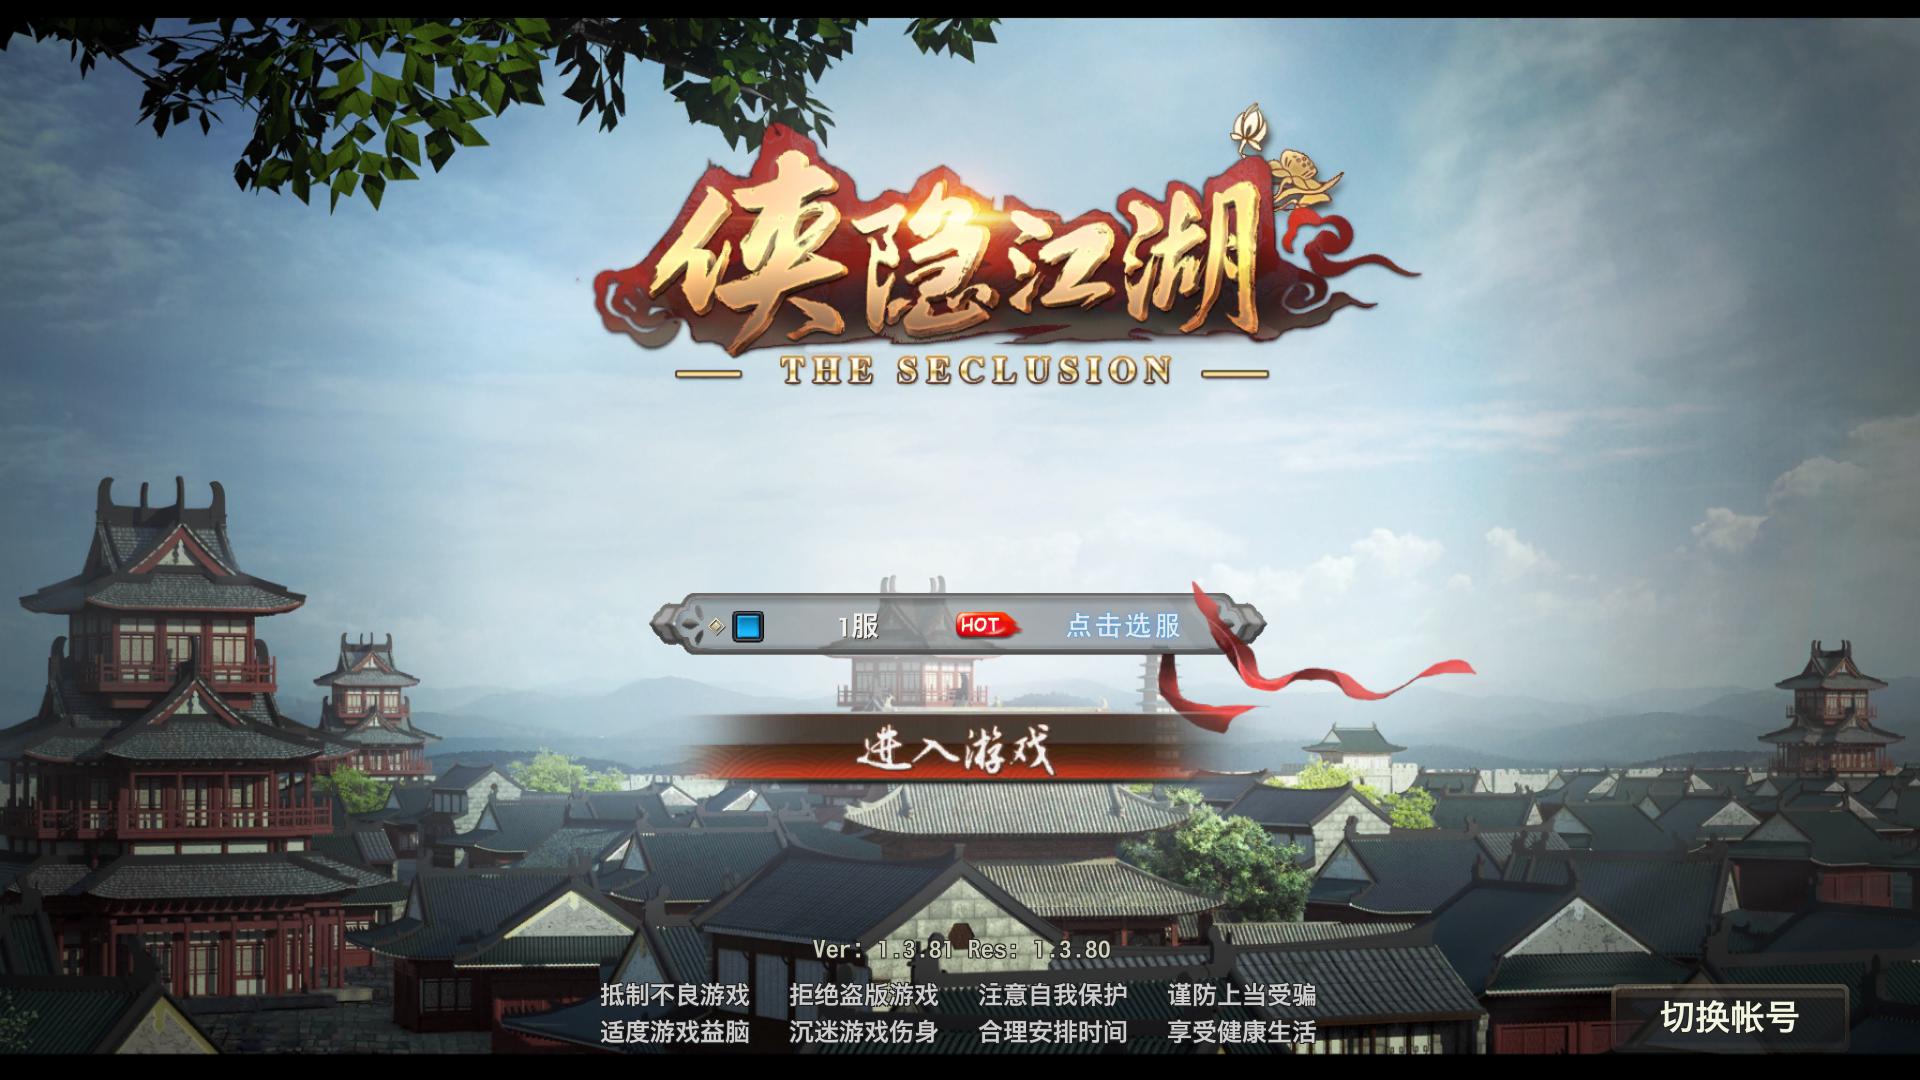 侠隐江湖
THE SECLUSION
1服 HOT 点击选服
进入游戏
Ver: 1.3.81 Res: 1.3.80
抵制不良游戏 拒绝盗版游戏 注意自我保护 谨防上当受骗
适度游戏益脑 沉迷游戏伤身 合理安排时间 享受健康生活
切换帐号